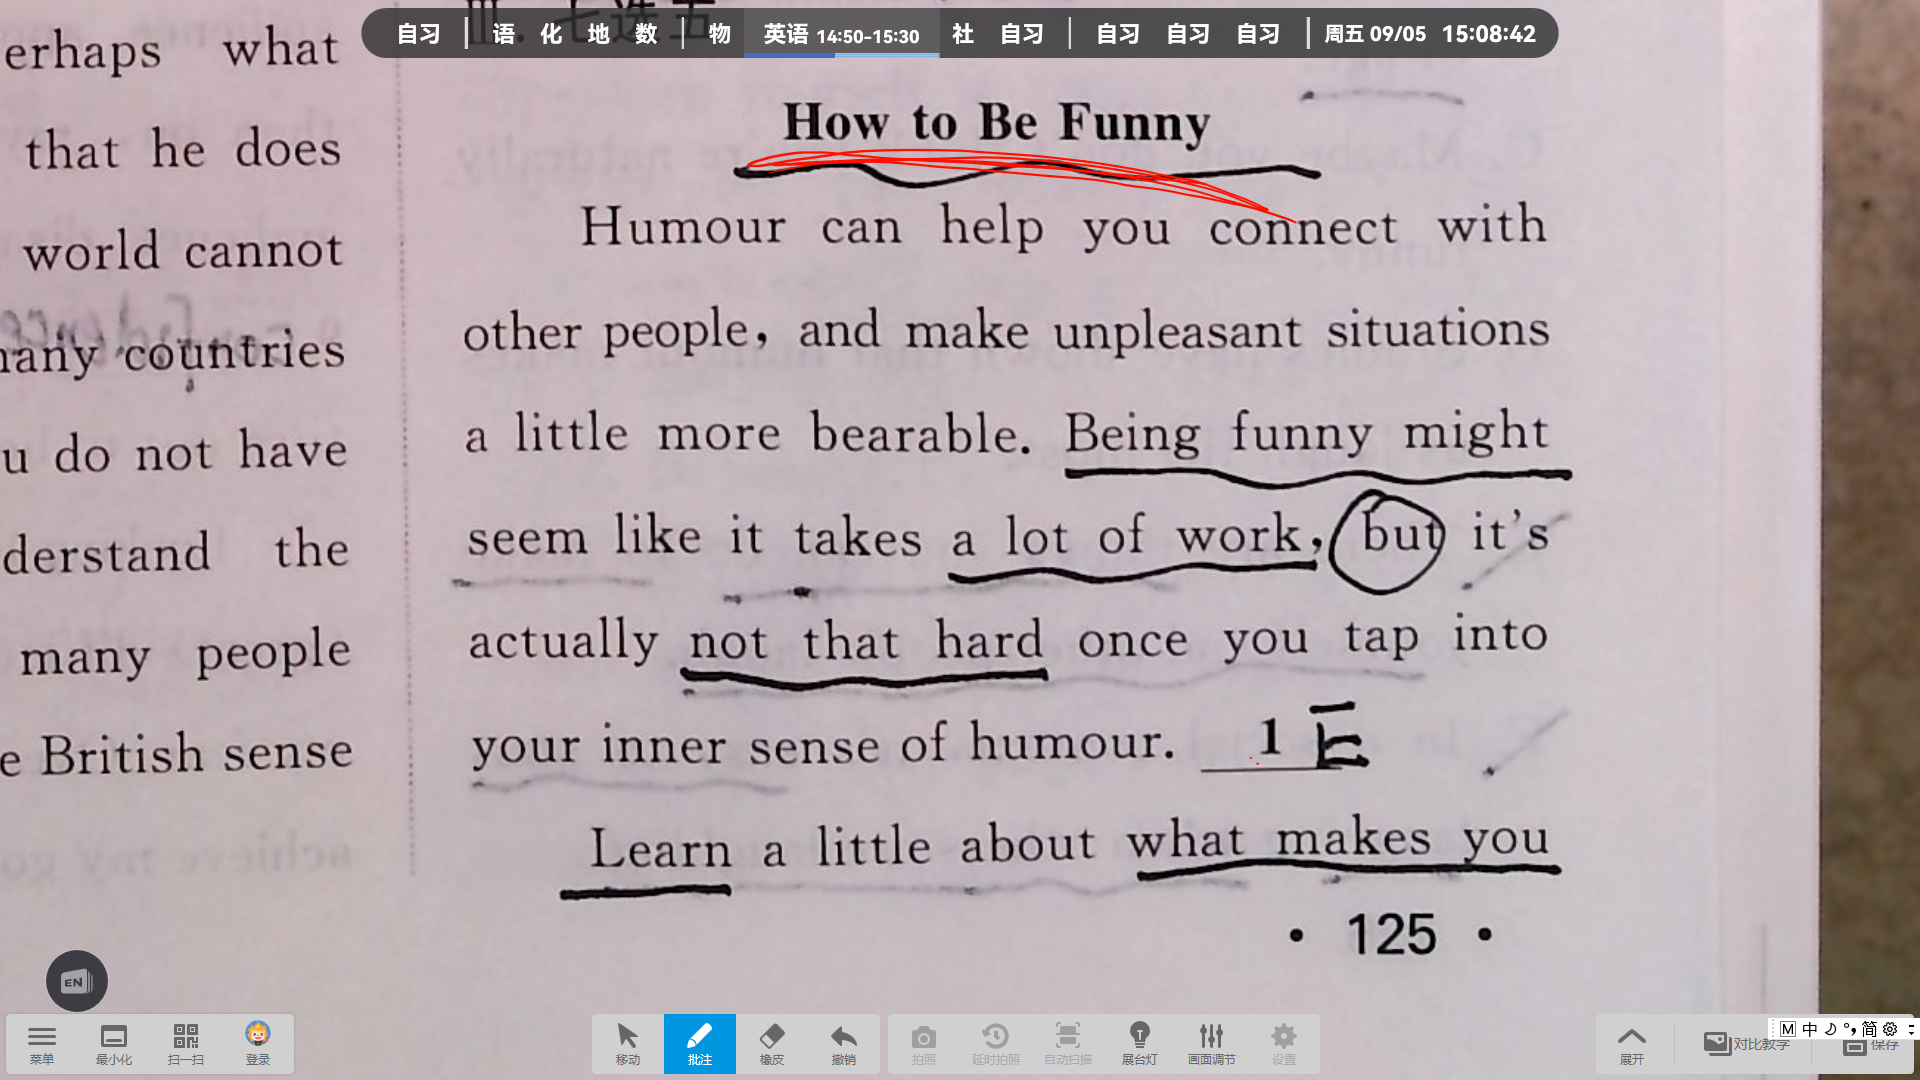 自习 | 语 化 地 数 | 物 英语 14:50-15:30 社 自习 | 自习 自习 自习 | 周五 09/05 15:08:42
erhaps what
that he does
world cannot
many countries
u do not have
derstand the
many people
e British sense
How to Be Funny
Humour can help you connect with
other people, and make unpleasant situations
a little more bearable. Being funny might
seem like it takes a lot of work, but it's
actually not that hard once you tap into
your inner sense of humour. 1 E
Learn a little about what makes you
• 125 •
EN
菜单 最小化 扫一扫 登录
移动 批注 橡皮 撤销
拍照 延时拍照 自动扫描 展台灯 画面调节 设置
展开 对比教学 保存
M 中 简